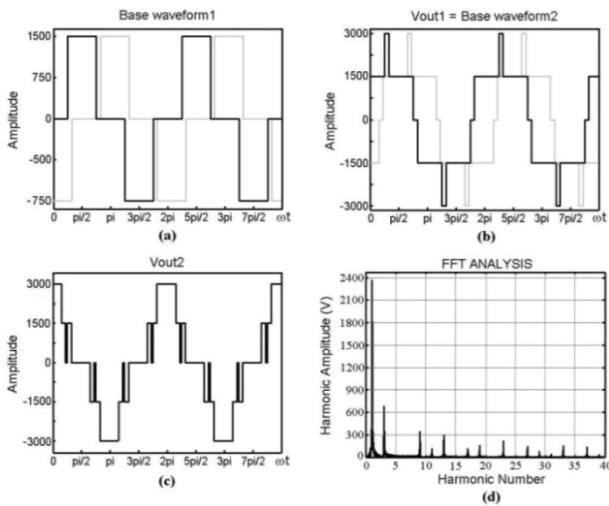 Base waveform1
1500
750
0
-500
-750
Amplitude
0 pi/2 pi 3pi/2 2pi 5pi/2 3pi 7pi/2 ωt
(a)
Vout1 = Base waveform2
3000
1500
0
-1500
-3000
Amplitude
0 pi/2 pi 3pi/2 2pi 5pi/2 3pi 7pi/2 ωt
(b)
Vout2
3000
1500
0
-1500
-3000
Amplitude
0 pi/2 pi 3pi/2 2pi 5pi/2 3pi 7pi/2 ωt
(c)
FFT ANALYSIS
2400
2100
1800
1500
1200
900
600
300
0
Harmonic Amplitude (V)
0 5 10 15 20 25 30 35 40
Harmonic Number
(d)